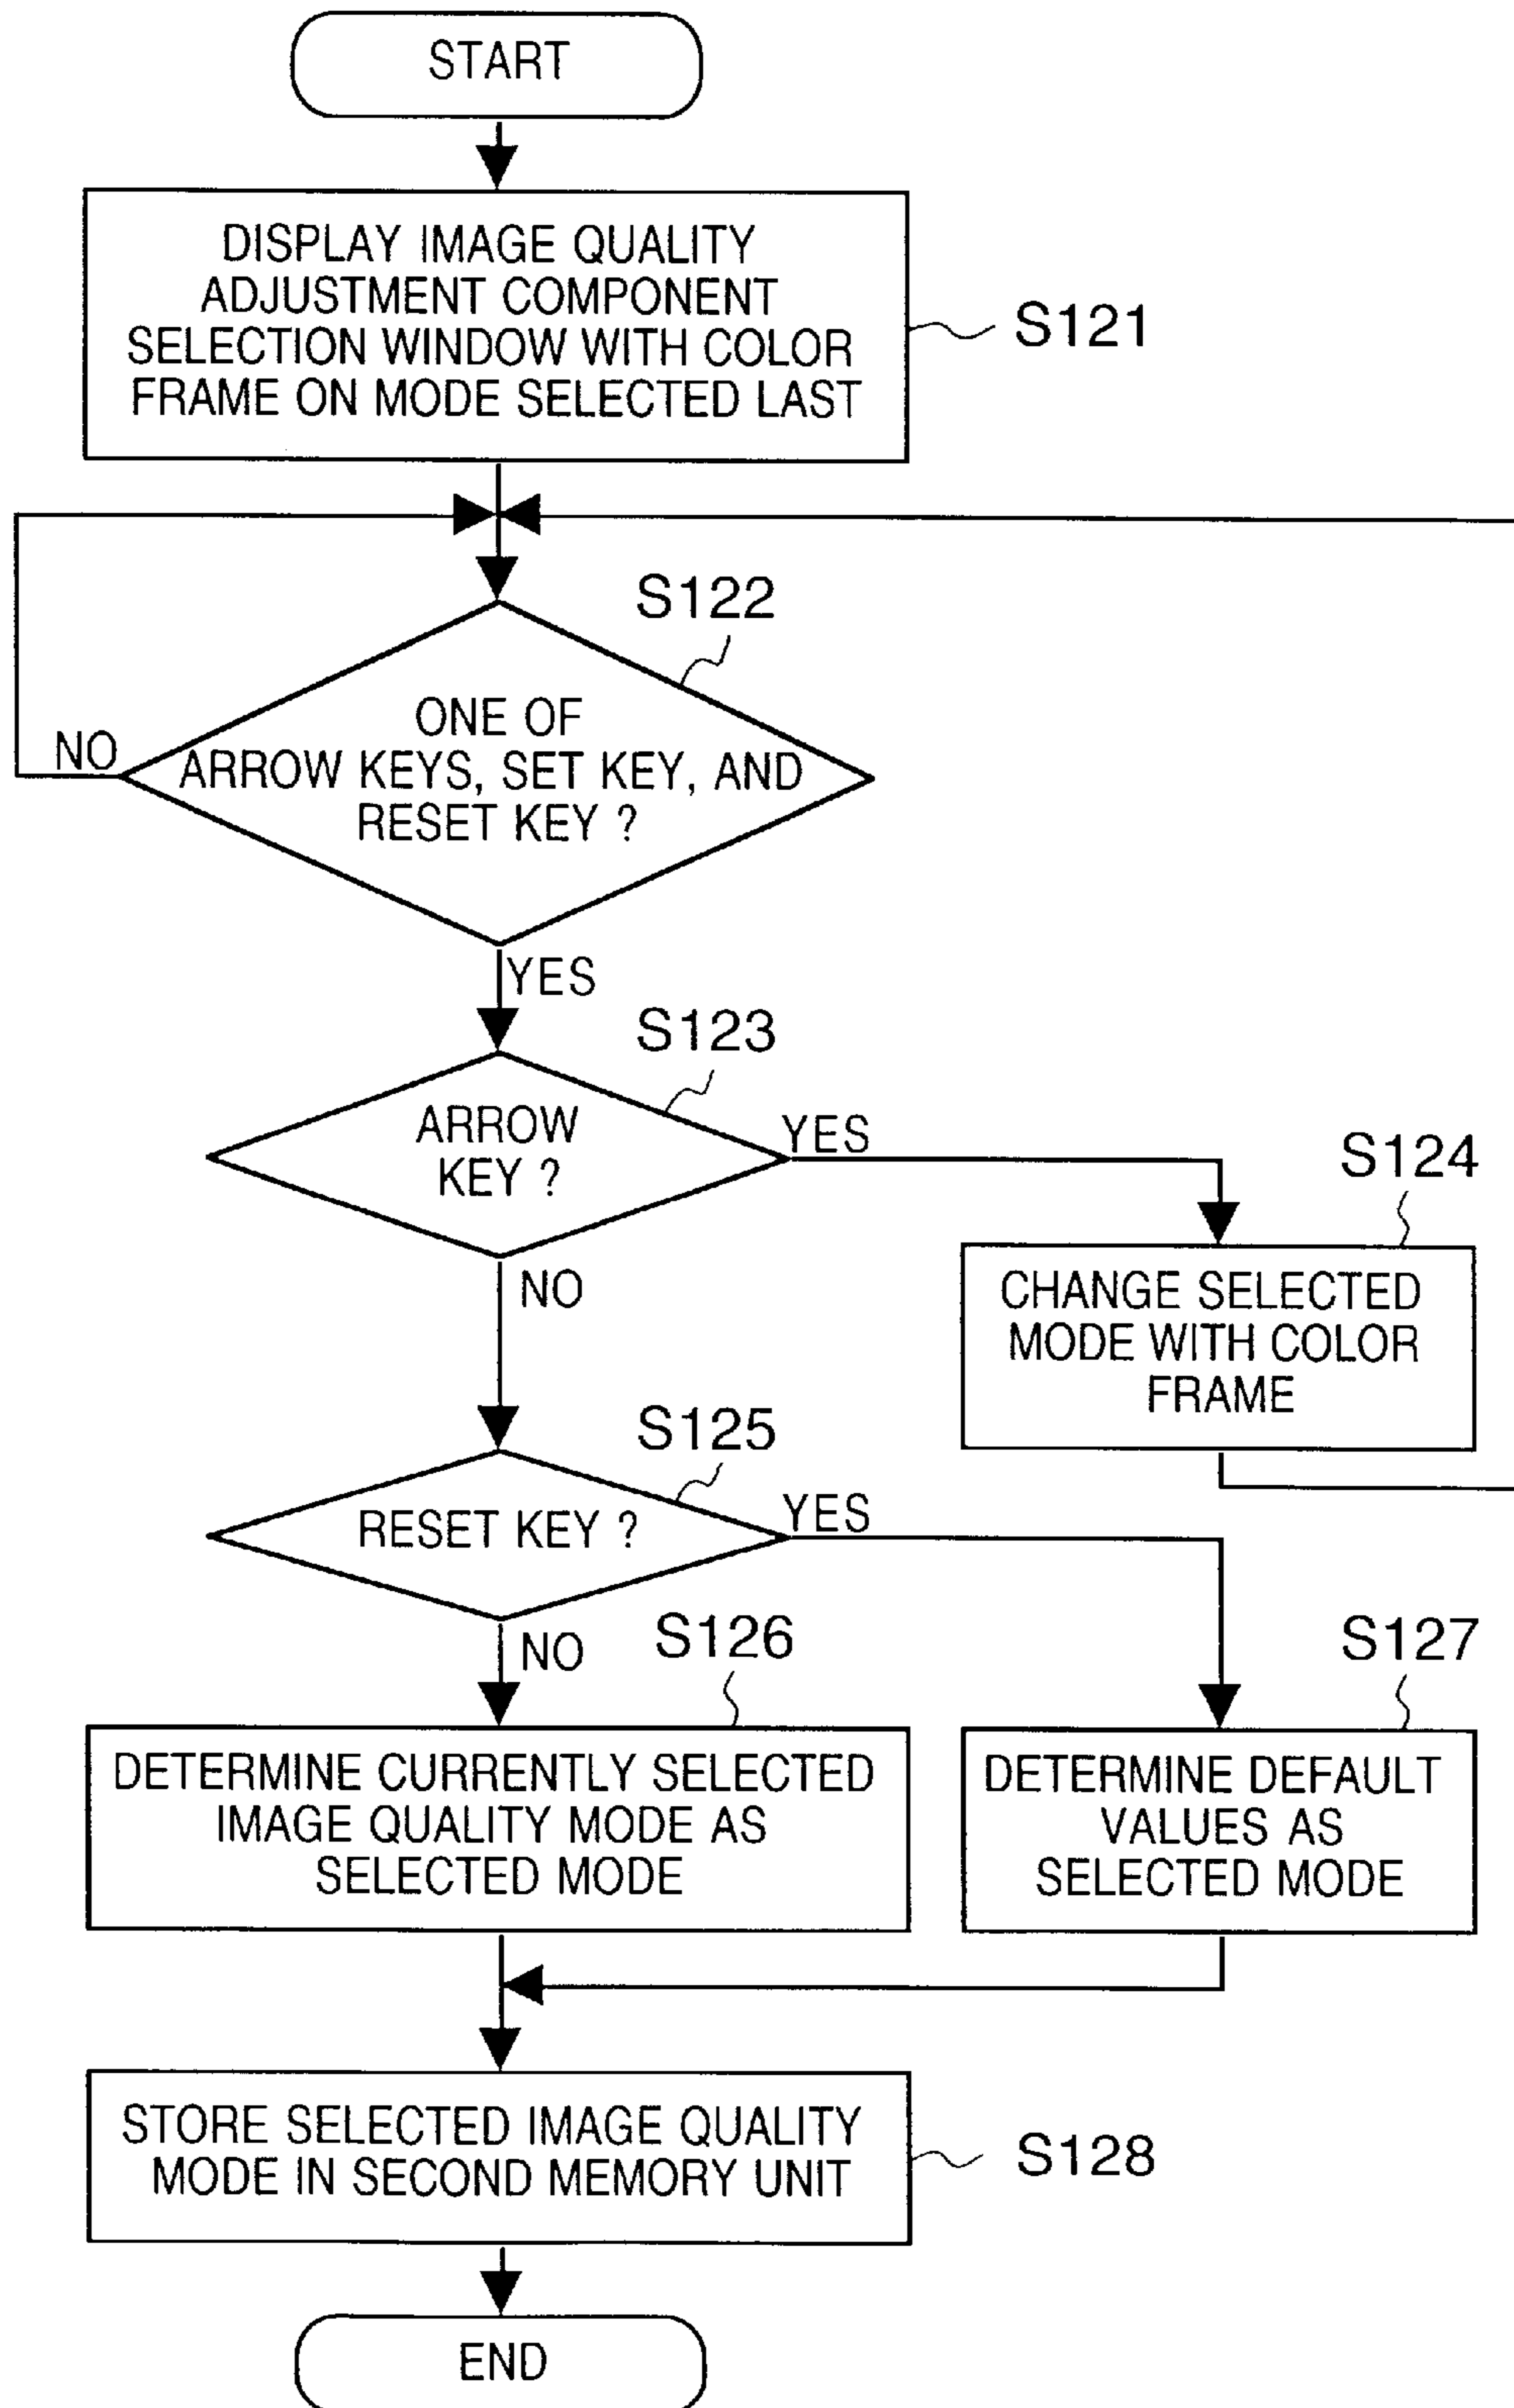 START
DISPLAY IMAGE QUALITY
ADJUSTMENT COMPONENT
SELECTION WINDOW WITH COLOR
FRAME ON MODE SELECTED LAST
S121
S122
ONE OF
ARROW KEYS, SET KEY, AND
RESET KEY ?
NO
YES
S123
ARROW
KEY ?
YES
NO
S124
CHANGE SELECTED
MODE WITH COLOR
FRAME
S125
RESET KEY ?
YES
NO
S126
DETERMINE CURRENTLY SELECTED
IMAGE QUALITY MODE AS
SELECTED MODE
S127
DETERMINE DEFAULT
VALUES AS
SELECTED MODE
STORE SELECTED IMAGE QUALITY
MODE IN SECOND MEMORY UNIT
S128
END